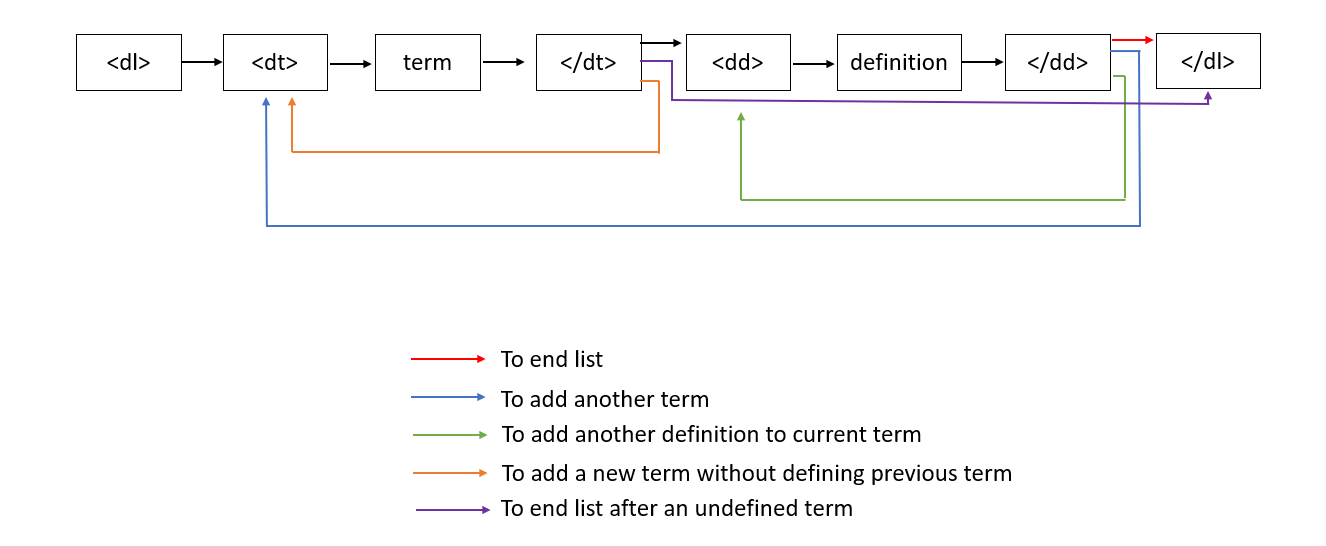 <dl> <dt> term </dt> <dd> definition </dd> </dl>
To end list
To add another term
To add another definition to current term
To add a new term without defining previous term
To end list after an undefined term